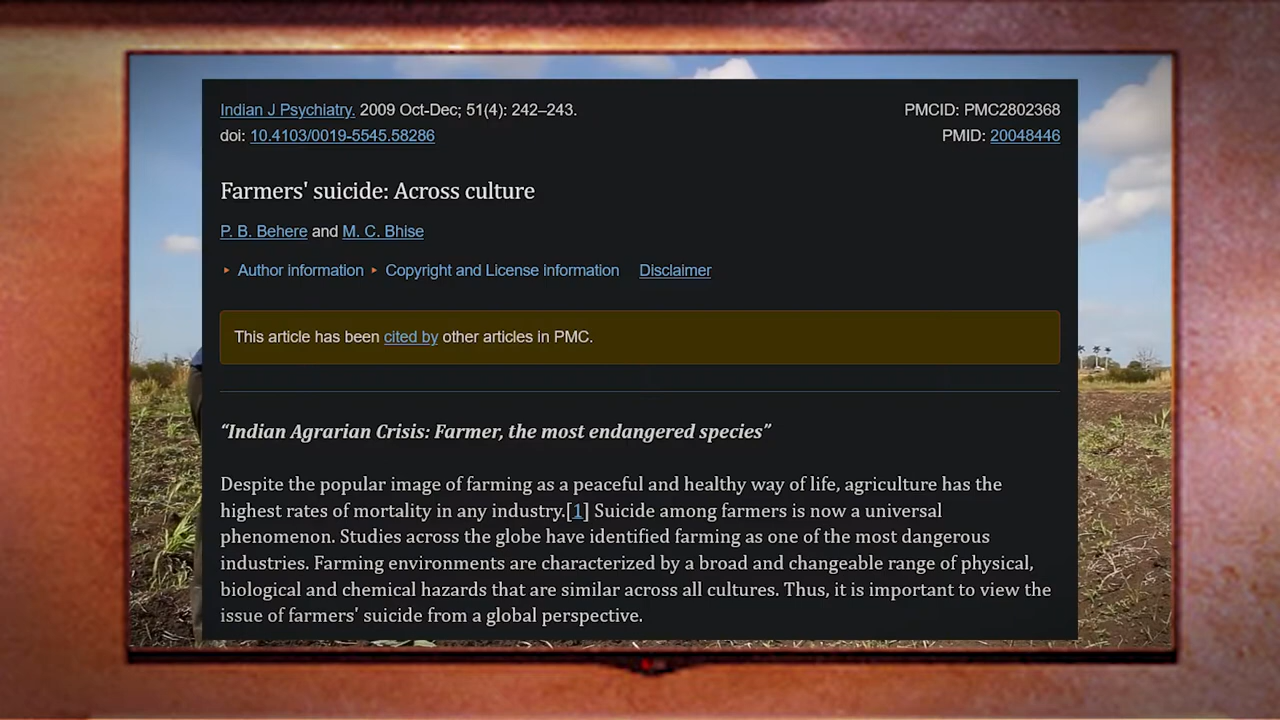 Indian J Psychiatry. 2009 Oct-Dec; 51(4): 242–243.
PMCID: PMC2802368
doi: 10.4103/0019-5545.58286
PMID: 20048446
Farmers' suicide: Across culture
P. B. Behere and M. C. Bhise
▸ Author information ▸ Copyright and License information Disclaimer
This article has been cited by other articles in PMC.
“Indian Agrarian Crisis: Farmer, the most endangered species”
Despite the popular image of farming as a peaceful and healthy way of life, agriculture has the
highest rates of mortality in any industry.[1] Suicide among farmers is now a universal
phenomenon. Studies across the globe have identified farming as one of the most dangerous
industries. Farming environments are characterized by a broad and changeable range of physical,
biological and chemical hazards that are similar across all cultures. Thus, it is important to view the
issue of farmers' suicide from a global perspective.